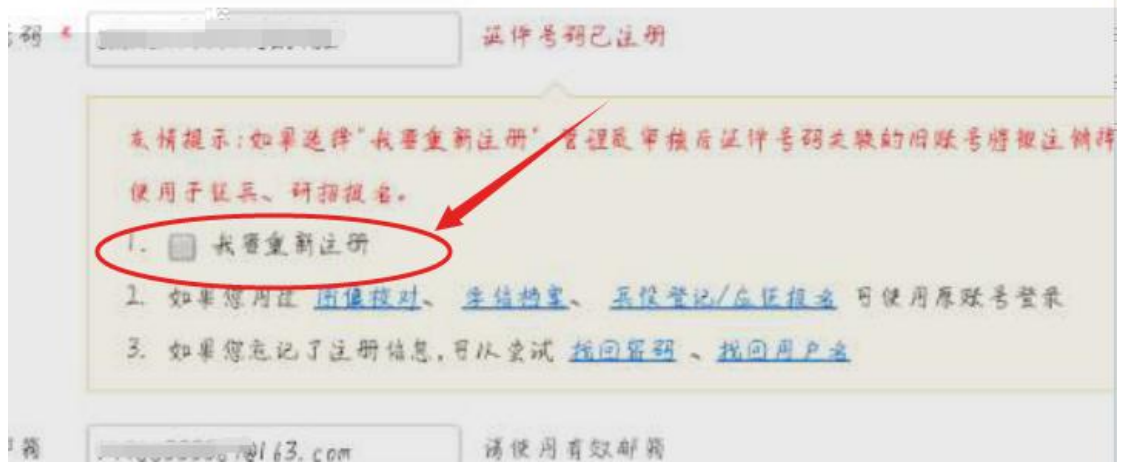 号码 * 证件号码已注册
友情提示:如果选择"我要重新注册" 管理员审核后证件号码关联的旧账号将被注销掉
使用于征兵、研招报名。
1. 我要重新注册
2. 如果您用过 图像校对、 学信档案、 兵役登记/应征报名 可使用原账号登录
3. 如果您忘记了注册信息,可以尝试 找回密码 、找回用户名
邮箱 @163.com 请使用有效邮箱